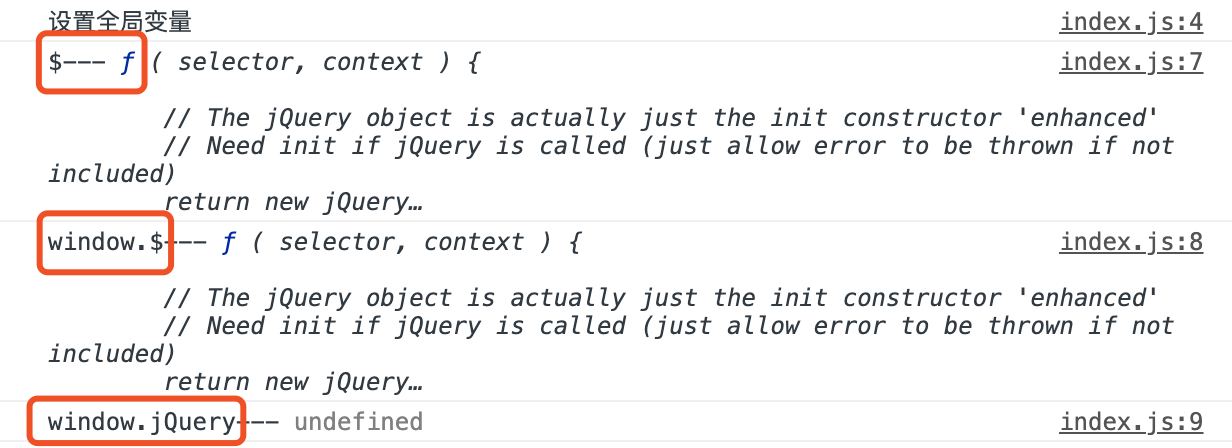 设置全局变量 index.js:4
$--- ƒ ( selector, context ) { index.js:7
// The jQuery object is actually just the init constructor 'enhanced'
// Need init if jQuery is called (just allow error to be thrown if not
included)
return new jQuery…
window.$--- ƒ ( selector, context ) { index.js:8
// The jQuery object is actually just the init constructor 'enhanced'
// Need init if jQuery is called (just allow error to be thrown if not
included)
return new jQuery…
window.jQuery--- undefined index.js:9